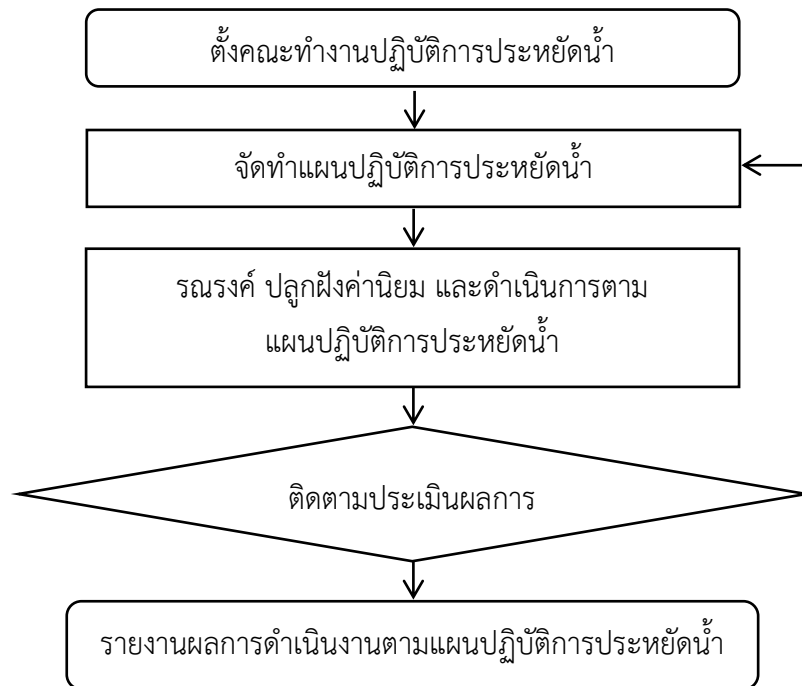 ตั้งคณะทำงานปฏิบัติการประหยัดน้ำ
จัดทำแผนปฏิบัติการประหยัดน้ำ
รณรงค์ ปลูกฝังค่านิยม และดำเนินการตาม
แผนปฏิบัติการประหยัดน้ำ
ติดตามประเมินผลการ
รายงานผลการดำเนินงานตามแผนปฏิบัติการประหยัดน้ำ